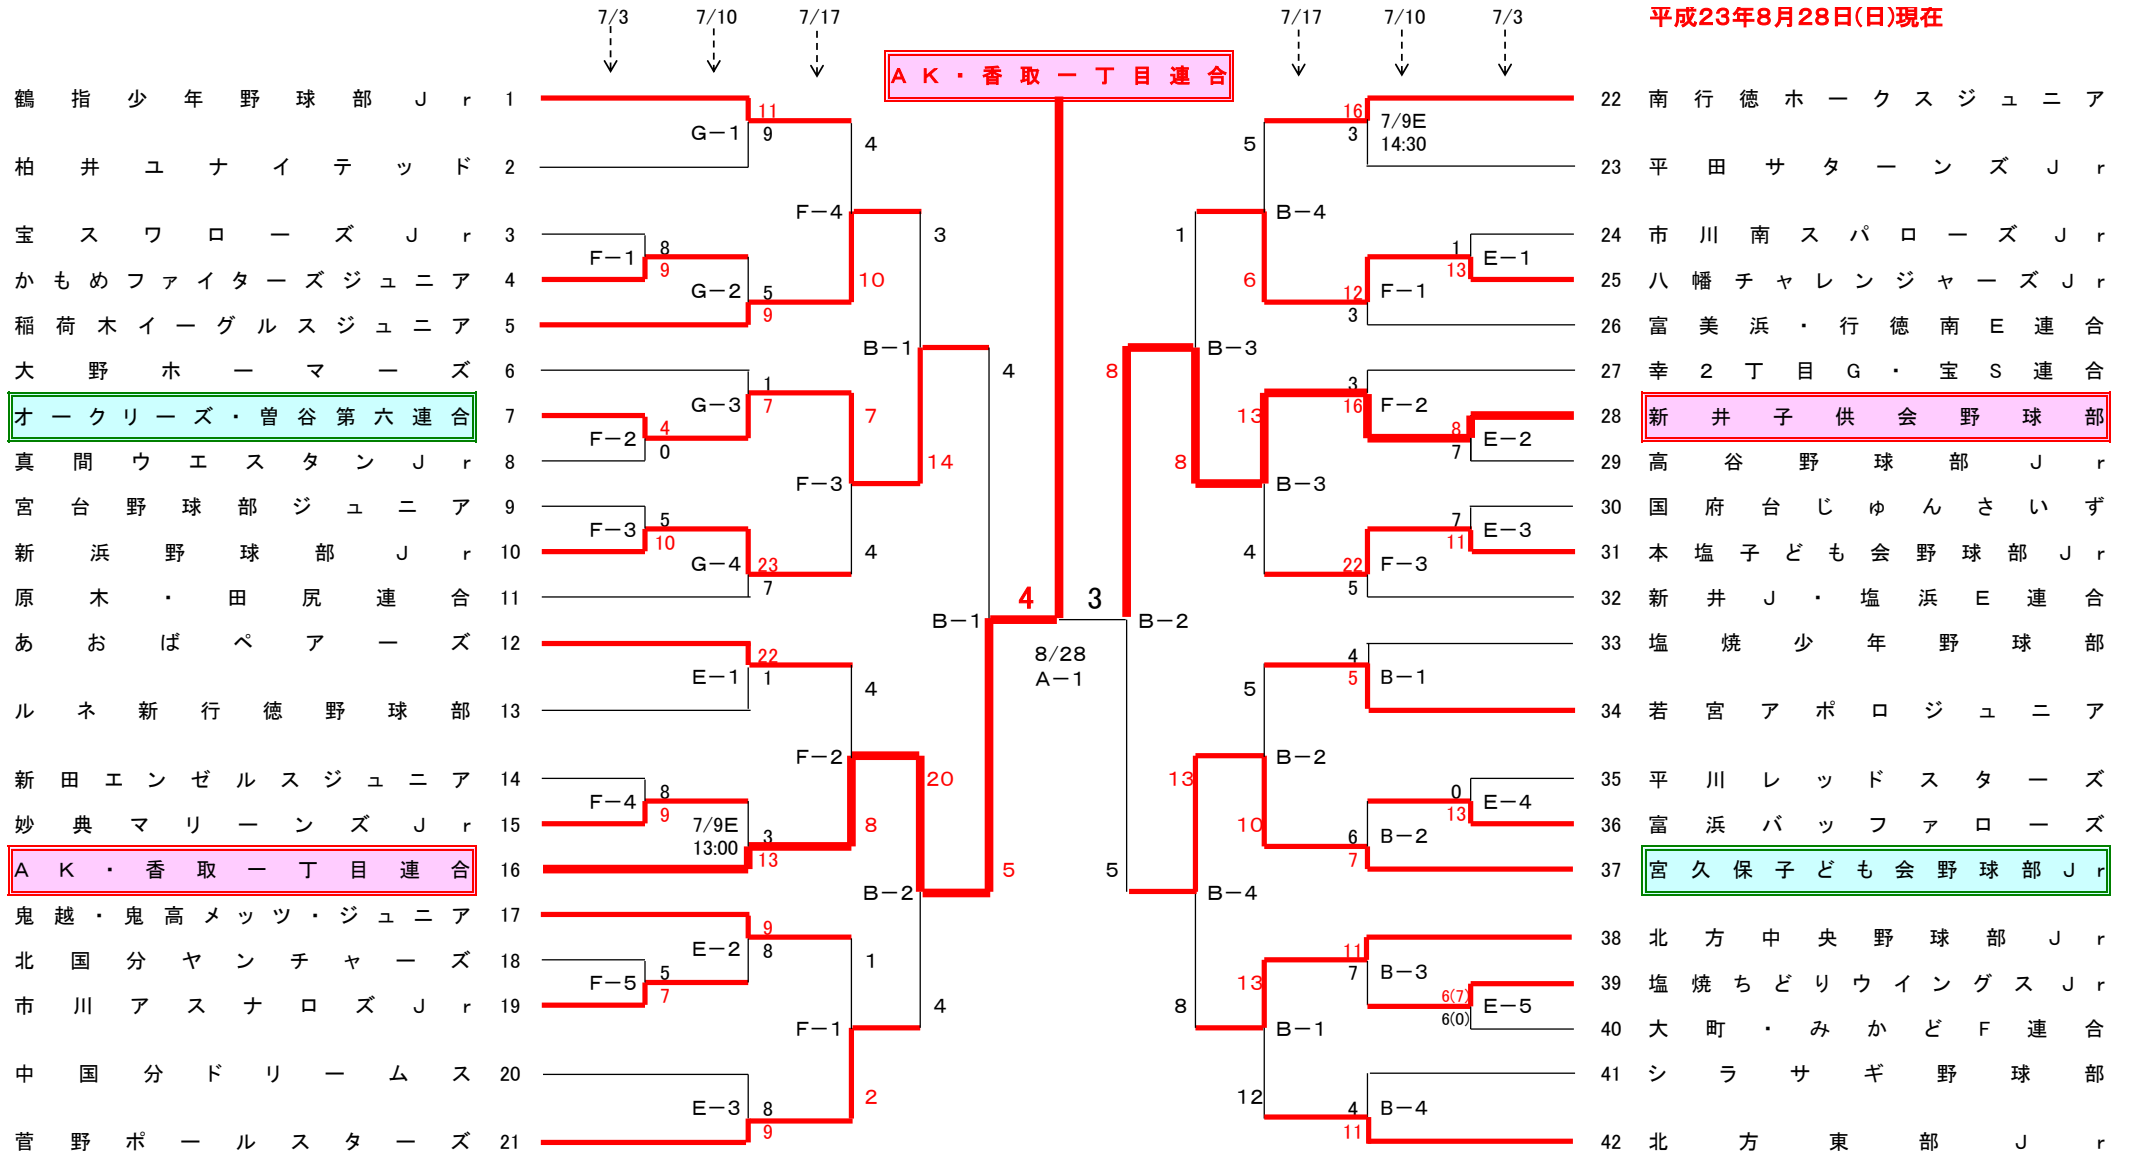 7/3 7/10 7/17 7/17 7/10 7/3 平成23年8月28日(日)現在
AK・香取一丁目連合
鶴指少年野球部Jr 1
11
G－1 9
4
柏井ユナイテッド 2
F－4
3
宝スワローズJr 3
8
F－1 9
かもめファイターズジュニア 4
10
G－2 5
9
稲荷木イーグルスジュニア 5
B－1
4
大野ホーマーズ 6
1
G－3 7
7
オークリーズ・曽谷第六連合 7
4
F－2 0
真間ウエスタンJr 8
14
F－3
宮台野球部ジュニア 9
5
F－3 10
新浜野球部Jr 10
4
G－4 23
7
原木・田尻連合 11
B－1
4 3
8/28
A－1
あおばペアーズ 12
22
E－1 1
4
ルネ新行徳野球部 13
F－2
20
新田エンゼルスジュニア 14
8
F－4 9
妙典マリーンズJr 15
7/9E
13:00
3
13
8
AK・香取一丁目連合 16
5
B－2
鬼越・鬼高メッツ・ジュニア 17
9
E－2 8
北国分ヤンチャーズ 18
5
F－5 7
1
市川アスナロズJr 19
4
F－1
中国分ドリームス 20
2
E－3 8
9
菅野ポールスターズ 21
22 南行徳ホークスジュニア
16
3 7/9E
14:30
5
23 平田サターンズJr
B－4
1
24 市川南スパローズJr
1
13 E－1
25 八幡チャレンジャーズJr
6
12 F－1
3
26 富美浜・行徳南E連合
B－3
8
27 幸2丁目G・宝S連合
3
16 F－2
13
28 新井子供会野球部
8
7 E－2
29 高谷野球部Jr
8
B－3
30 国府台じゅんさいず
7
11 E－3
31 本塩子ども会野球部Jr
4
22 F－3
5
32 新井J・塩浜E連合
B－2
33 塩焼少年野球部
4
5 B－1
5
34 若宮アポロジュニア
B－2
13
35 平川レッドスターズ
0
13 E－4
36 富浜バッファローズ
10
6 B－2
7
37 宮久保子ども会野球部Jr
5
B－4
38 北方中央野球部Jr
11
7 B－3
13
39 塩焼ちどりウイングスJr
6(7)
6(0) E－5
8
40 大町・みかどF連合
B－1
41 シラサギ野球部
12
4 B－4
11
42 北方東部Jr